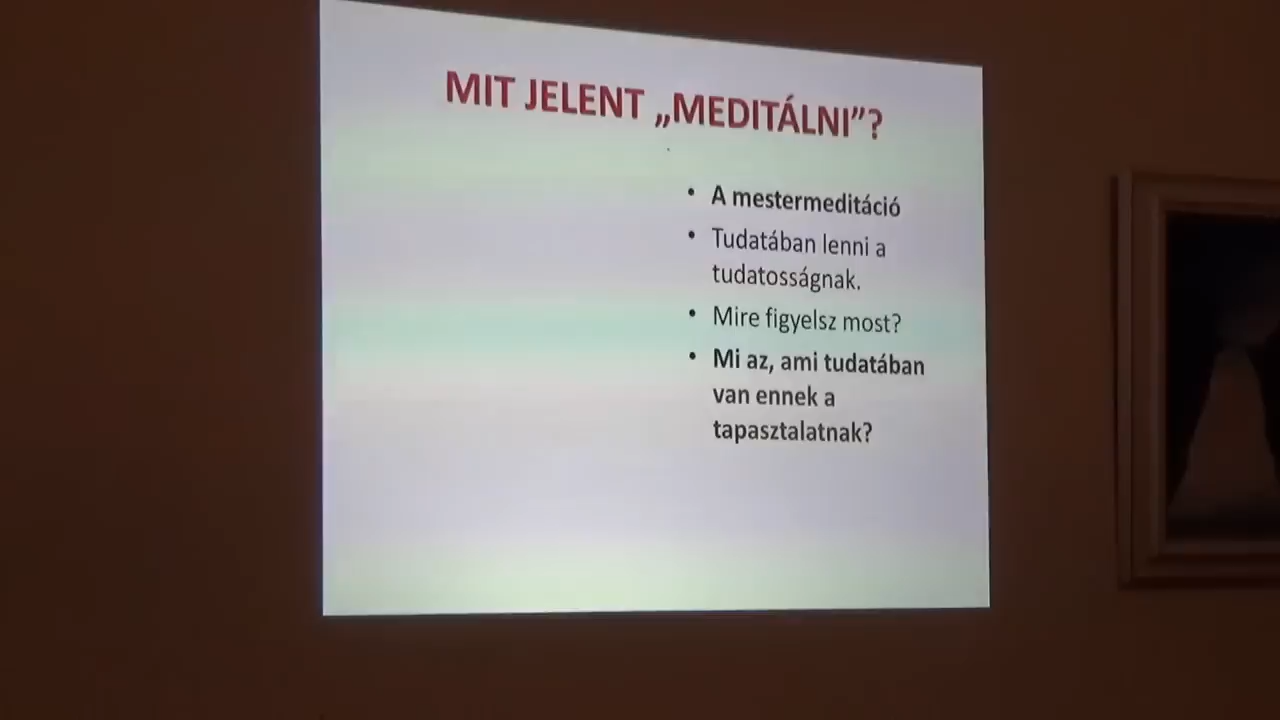 MIT JELENT „MEDITÁLNI”?
• A mestermeditáció
• Tudatában lenni a
tudatosságnak.
• Mire figyelsz most?
• Mi az, ami tudatában
van ennek a
tapasztalatnak?